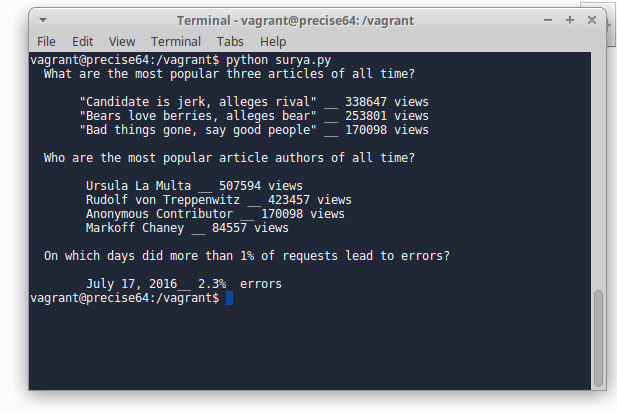 Terminal - vagrant@precise64: /vagrant
File Edit View Terminal Tabs Help
vagrant@precise64:/vagrant$ python surya.py
What are the most popular three articles of all time?
"Candidate is jerk, alleges rival" __ 338647 views
"Bears love berries, alleges bear" __ 253801 views
"Bad things gone, say good people" __ 170098 views
Who are the most popular article authors of all time?
Ursula La Multa __ 507594 views
Rudolf von Treppenwitz __ 423457 views
Anonymous Contributor __ 170098 views
Markoff Chaney __ 84557 views
On which days did more than 1% of requests lead to errors?
July 17, 2016__ 2.3%  errors
vagrant@precise64:/vagrant$